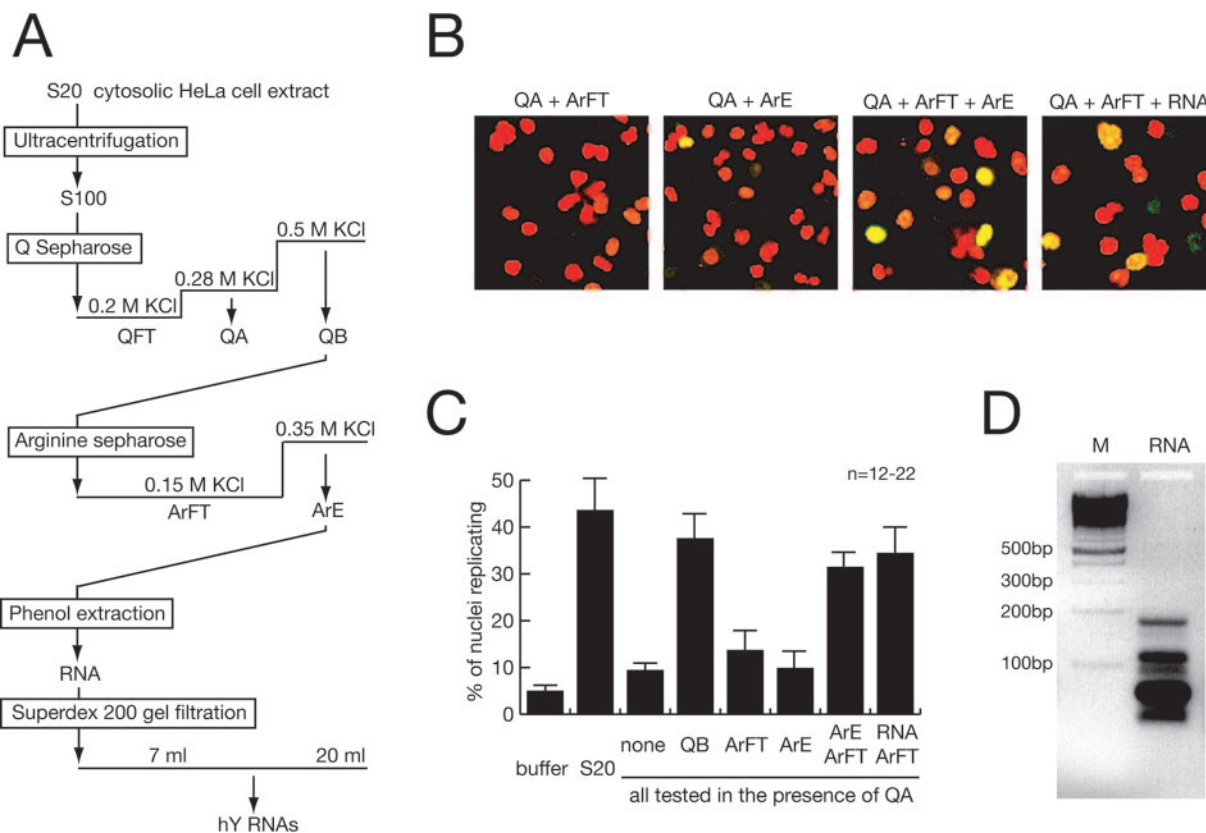 A
S20 cytosolic HeLa cell extract
Ultracentrifugation
S100
0.5 M KCl
Q Sepharose
0.28 M KCl
0.2 M KCl
QFT
QA
QB
Arginine sepharose
0.35 M KCl
0.15 M KCl
ArFT
ArE
Phenol extraction
RNA
Superdex 200 gel filtration
7 ml
20 ml
hY RNAs
B
QA + ArFT
QA + ArE
QA + ArFT + ArE
QA + ArFT + RNA
C
n=12-22
% of nuclei replicating
50
40
30
20
10
0
buffer
S20
none
QB
ArFT
ArE
ArE
ArFT
RNA
ArFT
all tested in the presence of QA
D
M
RNA
500bp
300bp
200bp
100bp